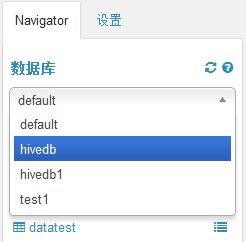 Navigator 设置
数据库
default
default
hivedb
hivedb1
test1
datatest